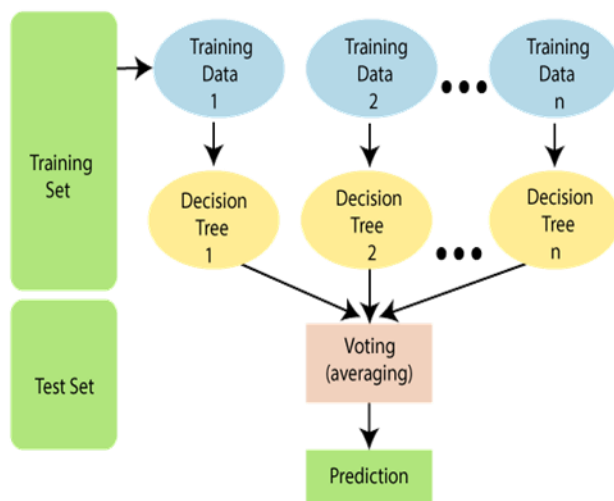 Training
Data
1
Training
Data
2
Training
Data
n
Training
Set
Decision
Tree
1
Decision
Tree
2
Decision
Tree
n
Test Set
Voting
(averaging)
Prediction